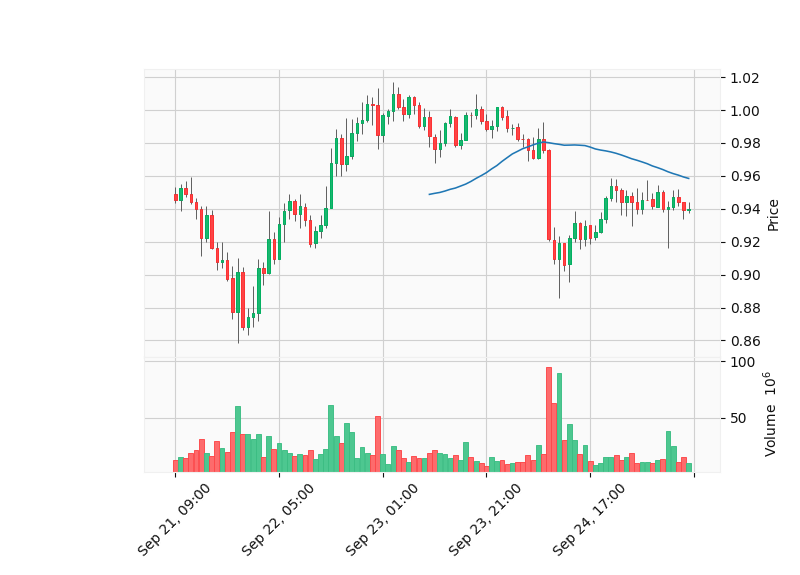 1.02
1.00
0.98
0.96
0.94
0.92
0.90
0.88
0.86
Price
100
50
Volume 10⁶
Sep 21, 09:00
Sep 22, 05:00
Sep 23, 01:00
Sep 23, 21:00
Sep 24, 17:00